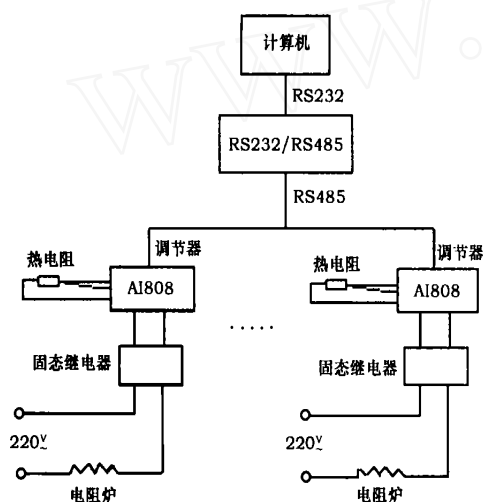 WWW.
计算机
RS232
RS232/RS485
RS485
调节器
热电阻
AI808
固态继电器
220V~
电阻炉
.....
调节器
热电阻
AI808
固态继电器
220V~
电阻炉